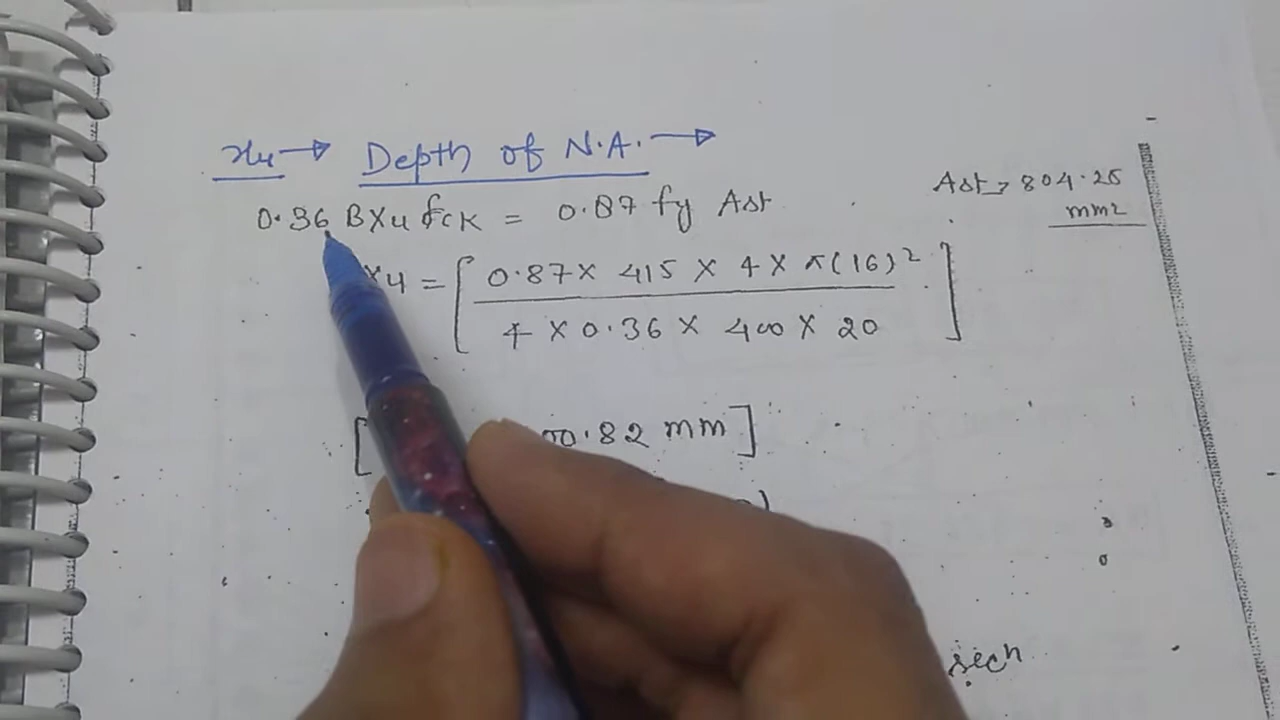 xu → Depth of N.A. →
0.36 BXu fck = 0.87 fy Ast
Ast → 804.25
mm2
Xu = [ 0.87 X 415 X 4 X π(16)²
4 X 0.36 X 400 X 20 ]
[ 00.82 mm ]
)
sech